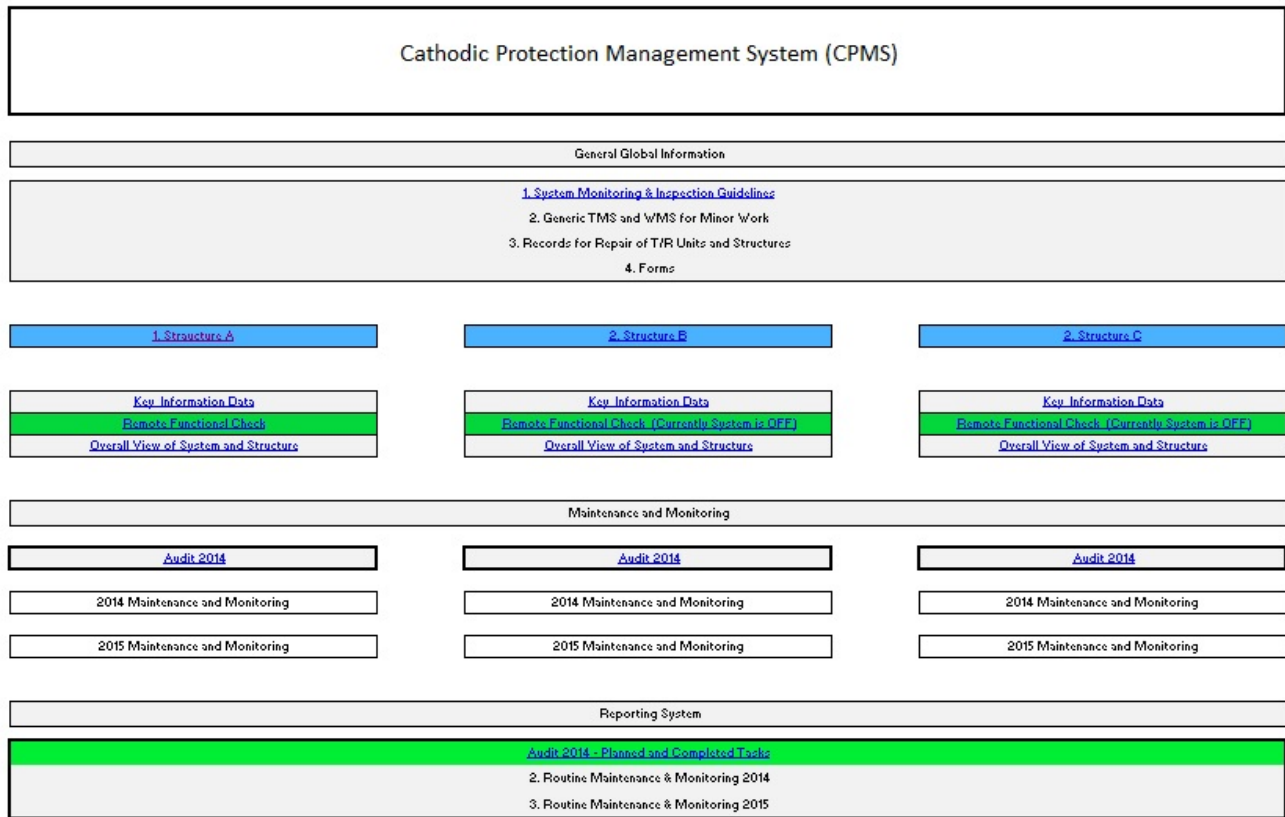 Cathodic Protection Management System (CPMS)
General Global Information
1. System Monitoring & Inspection Guidelines
2. Generic TMS and WMS for Minor Work
3. Records for Repair of T/R Units and Structures
4. Forms
1. Straucture A
2. Structure B
2. Structure C
Key Information Data
Key Information Data
Key Information Data
Remote Functional Check
Remote Functional Check (Currently System is OFF)
Remote Functional Check (Currently System is OFF)
Overall View of System and Structure
Overall View of System and Structure
Overall View of System and Structure
Maintenance and Monitoring
Audit 2014
Audit 2014
Audit 2014
2014 Maintenance and Monitoring
2014 Maintenance and Monitoring
2014 Maintenance and Monitoring
2015 Maintenance and Monitoring
2015 Maintenance and Monitoring
2015 Maintenance and Monitoring
Reporting System
Audit 2014 - Planned and Completed Tasks
2. Routine Maintenance & Monitoring 2014
3. Routine Maintenance & Monitoring 2015